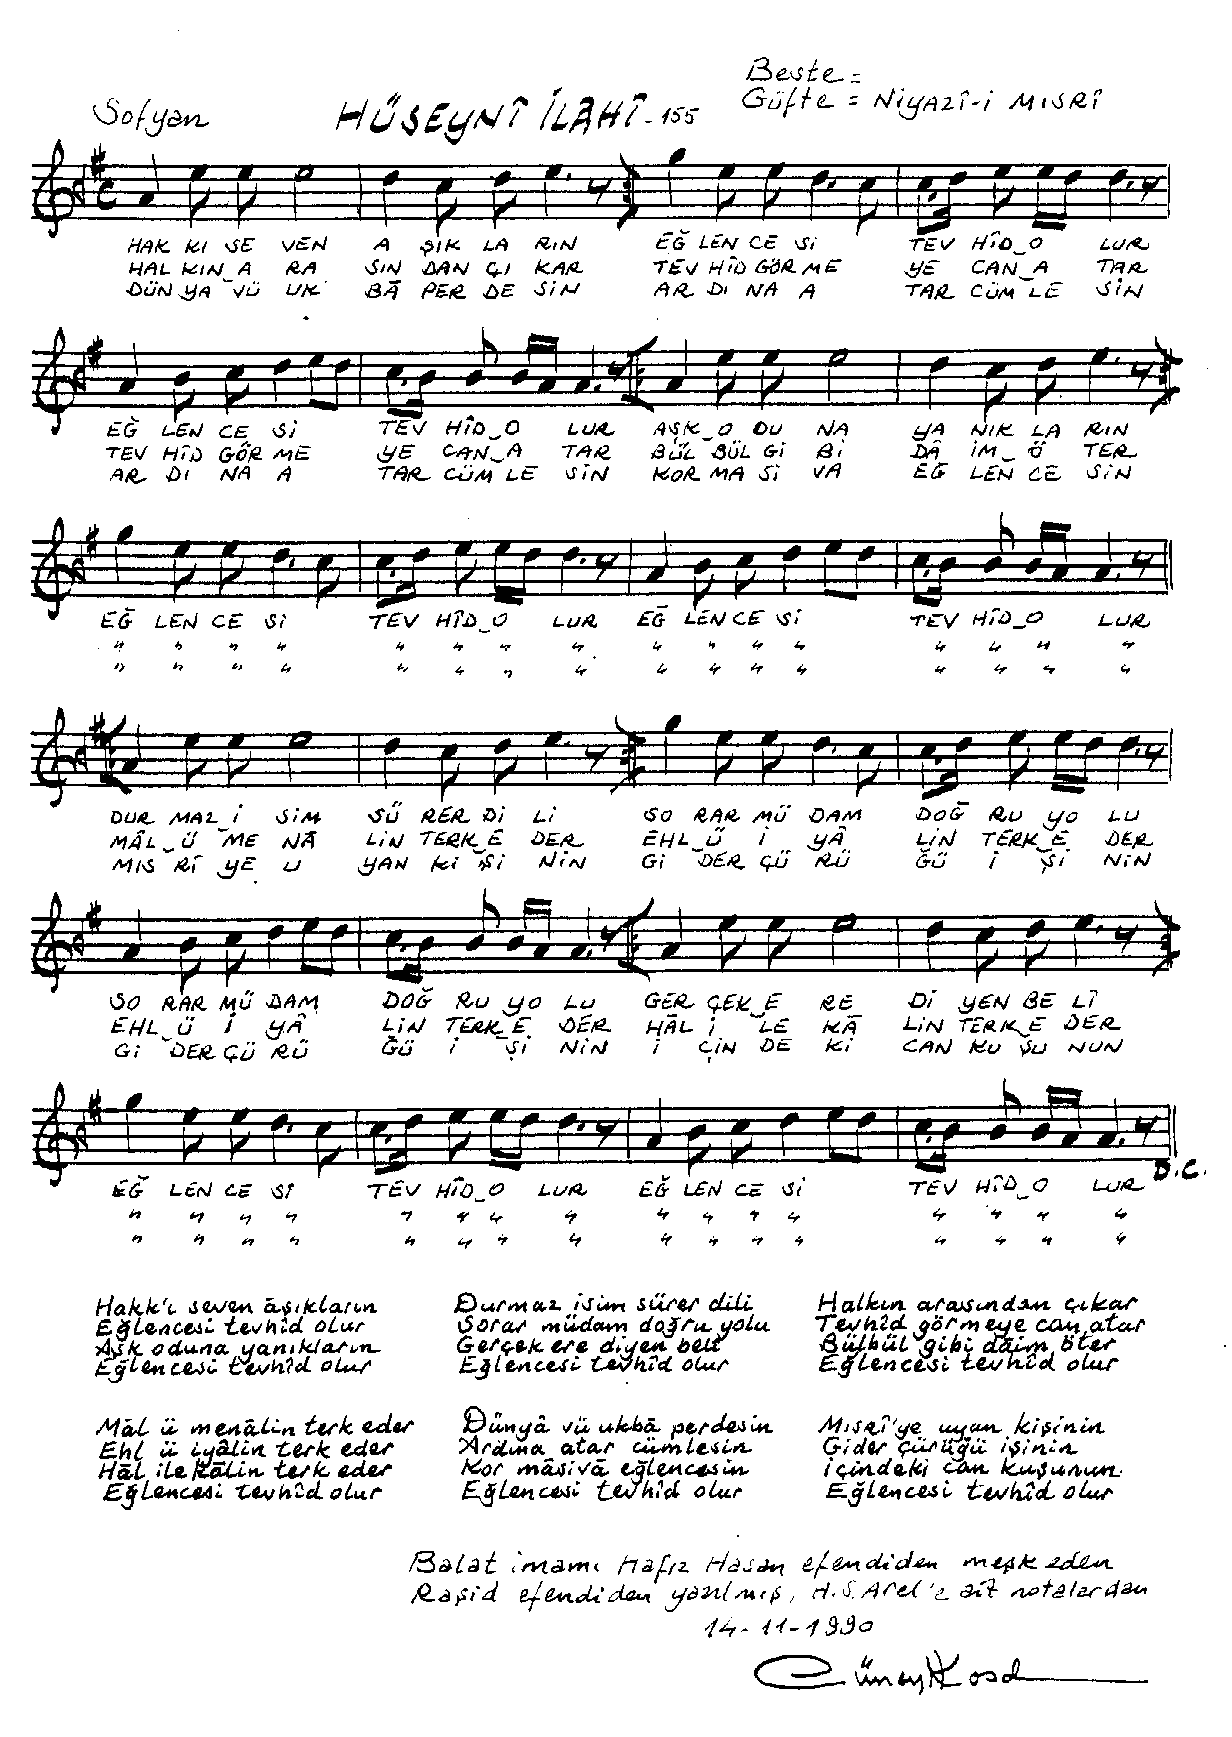 Beste =
Sofyan HÜSEYNÎ İLÂHÎ - 155 Güfte = NİYAZÎ-İ MISRÎ
HAK KI SE VEN A ŞIK LA RIN EĞ LEN CE Sİ TEV HÎD_O LUR
HAL KIN_A RA SIN DAN ÇI KAR TEV HÎD GÖR ME YE CAN_A TAR
DÜN YA VÜ UK BÂ PER DE SİN AR DI NA A TAR CÜM LE SİN
EĞ LEN CE Sİ TEV HÎD_O LUR AŞK_O DU NA YA NIK LA RIN
TEV HÎD GÖR ME YE CAN_A TAR BÜL BÜL Gİ Bİ DÂ İM_Ö TER
AR DI NA A TAR CÜM LE SİN KOR MA Sİ VA EĞ LEN CE SİN
EĞ LEN CE Sİ TEV HÎD_O LUR EĞ LEN CE Sİ TEV HÎD_O LUR
" " " " " " " " " " " " " " " "
" " " " " " " " " " " " " " " "
DUR MAZ_İ SİM SÜ RER Dİ Lİ SO RAR MÜ DAM DOĞ RU YO LU
MÂL_Ü ME NÂ LİN TERK_E DER EHL_Ü İ YÂ LİN TERK_E DER
MIS RÎ YE U YAN Kİ Şİ NİN Gİ DER ÇÜ RÜ GÜ İ Şİ NİN
SO RAR MÜ DAM DOĞ RU YO LU GER ÇEK_E RE Dİ YEN BE LÎ
EHL_Ü İ YÂ LİN TERK_E DER HÂL İ LE KÂ LİN TERK_E DER
Gİ DER ÇÜ RÜ ĞÜ İ Şİ NİN İ ÇİN DE Kİ CAN KU ŞU NUN
D.C.
EĞ LEN CE Sİ TEV HÎD_O LUR EĞ LEN CE Sİ TEV HÎD_O LUR
" " " " " " " " " " " " " " " "
" " " " " " " " " " " " " " " "
Hakk'ı seven âşıkların
Eğlencesi tevhîd olur
Aşk oduna yanıkların
Eğlencesi tevhîd olur
Durmaz isim sürer dili
Sorar müdam doğru yolu
Gerçek ere diyen belî
Eğlencesi tevhîd olur
Halkın arasından çıkar
Tevhîd görmeye can atar
Bülbül gibi dâim öter
Eğlencesi tevhîd olur
Mâl ü menâlin terk eder
Ehl ü iyâlin terk eder
Hâl ile kâlin terk eder
Eğlencesi tevhîd olur
Dünyâ vü ukbâ perdesin
Ardına atar cümlesin
Kor mâsivâ eğlencesin
Eğlencesi tevhîd olur
Mısrî'ye uyan kişinin
Gider çürüğü işinin
İçindeki can kuşunun
Eğlencesi tevhîd olur
Balat imamı Hafız Hasan efendiden meşk eden
Raşid efendiden yazılmış, H.S. Arel'e ait notalardan
14-11-1990
Cüneyt Kosal